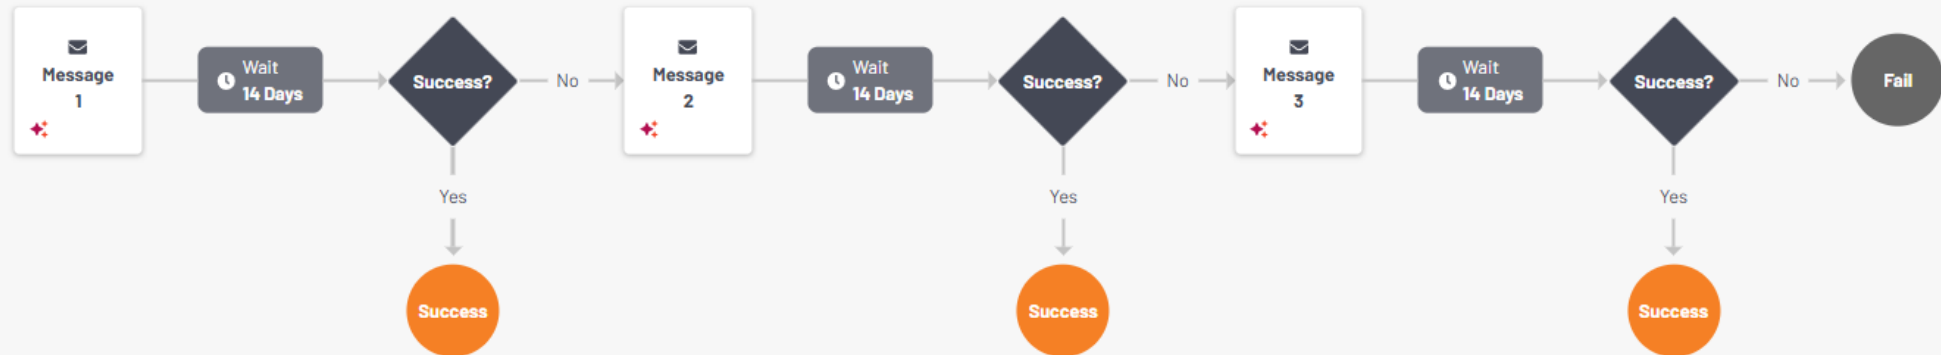 Message
1
Wait
14 Days
Success?
No
Message
2
Wait
14 Days
Success?
No
Message
3
Wait
14 Days
Success?
No
Fail
Yes
Yes
Yes
Success
Success
Success